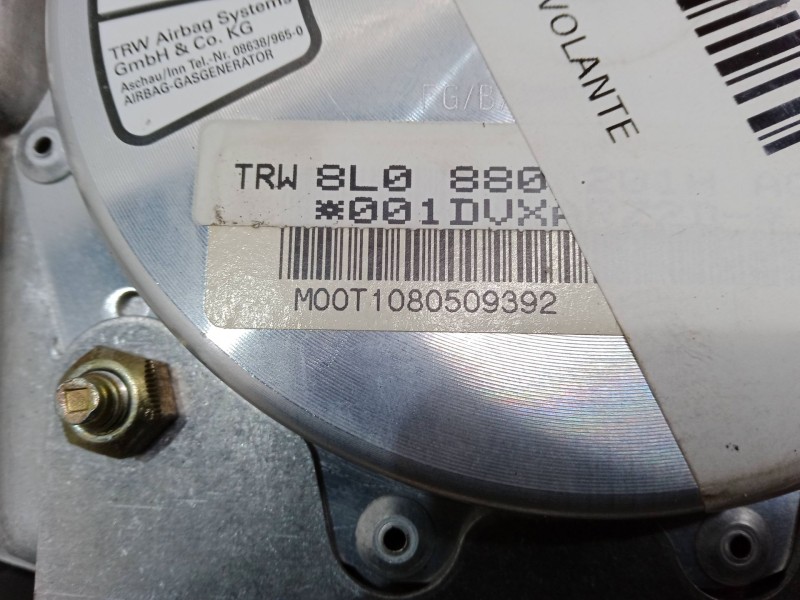 TRW Airbag Systems
GmbH & Co. KG
Aschau/Inn Tel.-Nr. 08638/965-0
AIRBAG-GASGENERATOR
VOLANTE
TRW 8L0 880
*001DVX
M00T1080509392